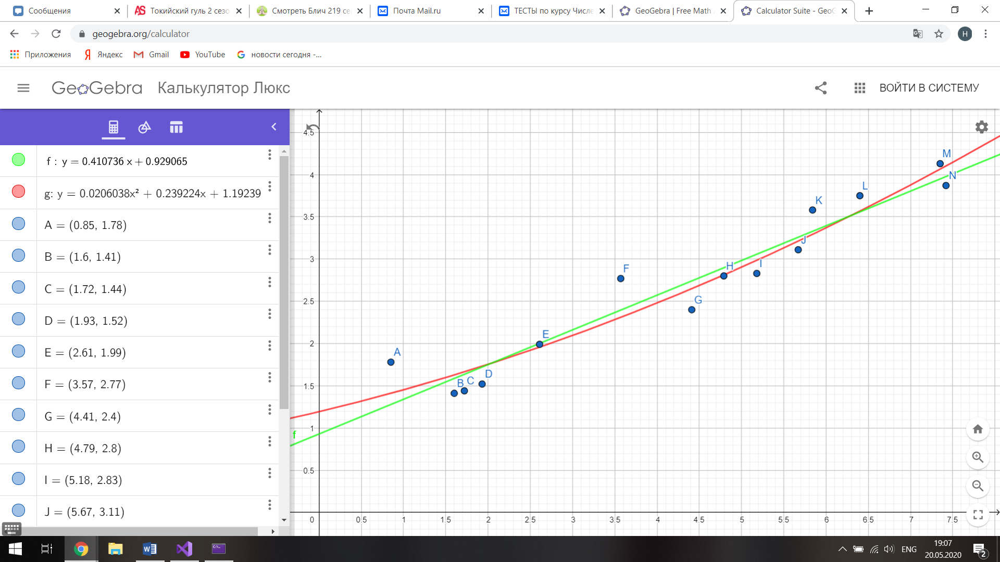 Сообщения
Токийский гуль 2 сезо
Смотреть Блич 219 се
Почта Mail.ru
ТЕСТЫ по курсу Числе
GeoGebra | Free Math
Calculator Suite - GeoG
geogebra.org/calculator
H
Приложения
Яндекс
Gmail
YouTube
новости сегодня -...
GeoGebra
Калькулятор Люкс
ВОЙТИ В СИСТЕМУ
f : y = 0.410736 x + 0.929065
g: y = 0.0206038x² + 0.239224x + 1.19239
A = (0.85, 1.78)
B = (1.6, 1.41)
C = (1.72, 1.44)
D = (1.93, 1.52)
E = (2.61, 1.99)
F = (3.57, 2.77)
G = (4.41, 2.4)
H = (4.79, 2.8)
I = (5.18, 2.83)
J = (5.67, 3.11)
4.5
4
3.5
3
2.5
2
1.5
1
0.5
0 0.5 1 1.5 2 2.5 3 3.5 4 4.5 5 5.5 6 6.5 7 7.5
f
A
B
C
D
E
F
G
H
I
J
K
L
M
N
ENG
19:07
20.05.2020
2